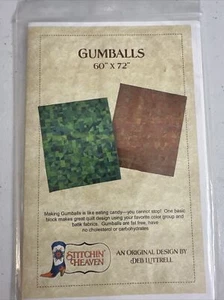 GUMBALLS
60" X 72"
Making Gumballs is like eating candy---you cannot stop! One basic
brick makes great quilt design using your favorite color group and
batik fabrics. Gumballs are fat free, have
no cholesterol or carbohydrates.
STITCHIN'
HEAVEN
AN ORIGINAL DESIGN BY
DEB LUTTRELL